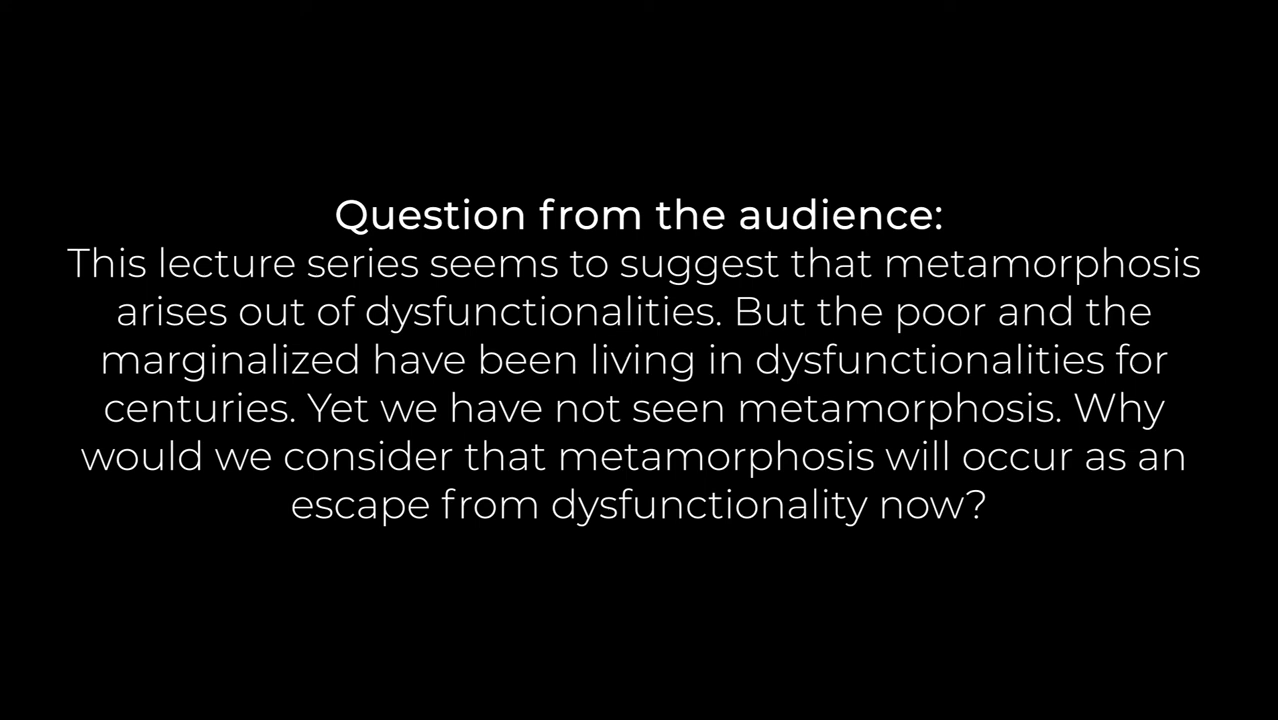 Question from the audience:
This lecture series seems to suggest that metamorphosis
arises out of dysfunctionalities. But the poor and the
marginalized have been living in dysfunctionalities for
centuries. Yet we have not seen metamorphosis. Why
would we consider that metamorphosis will occur as an
escape from dysfunctionality now?